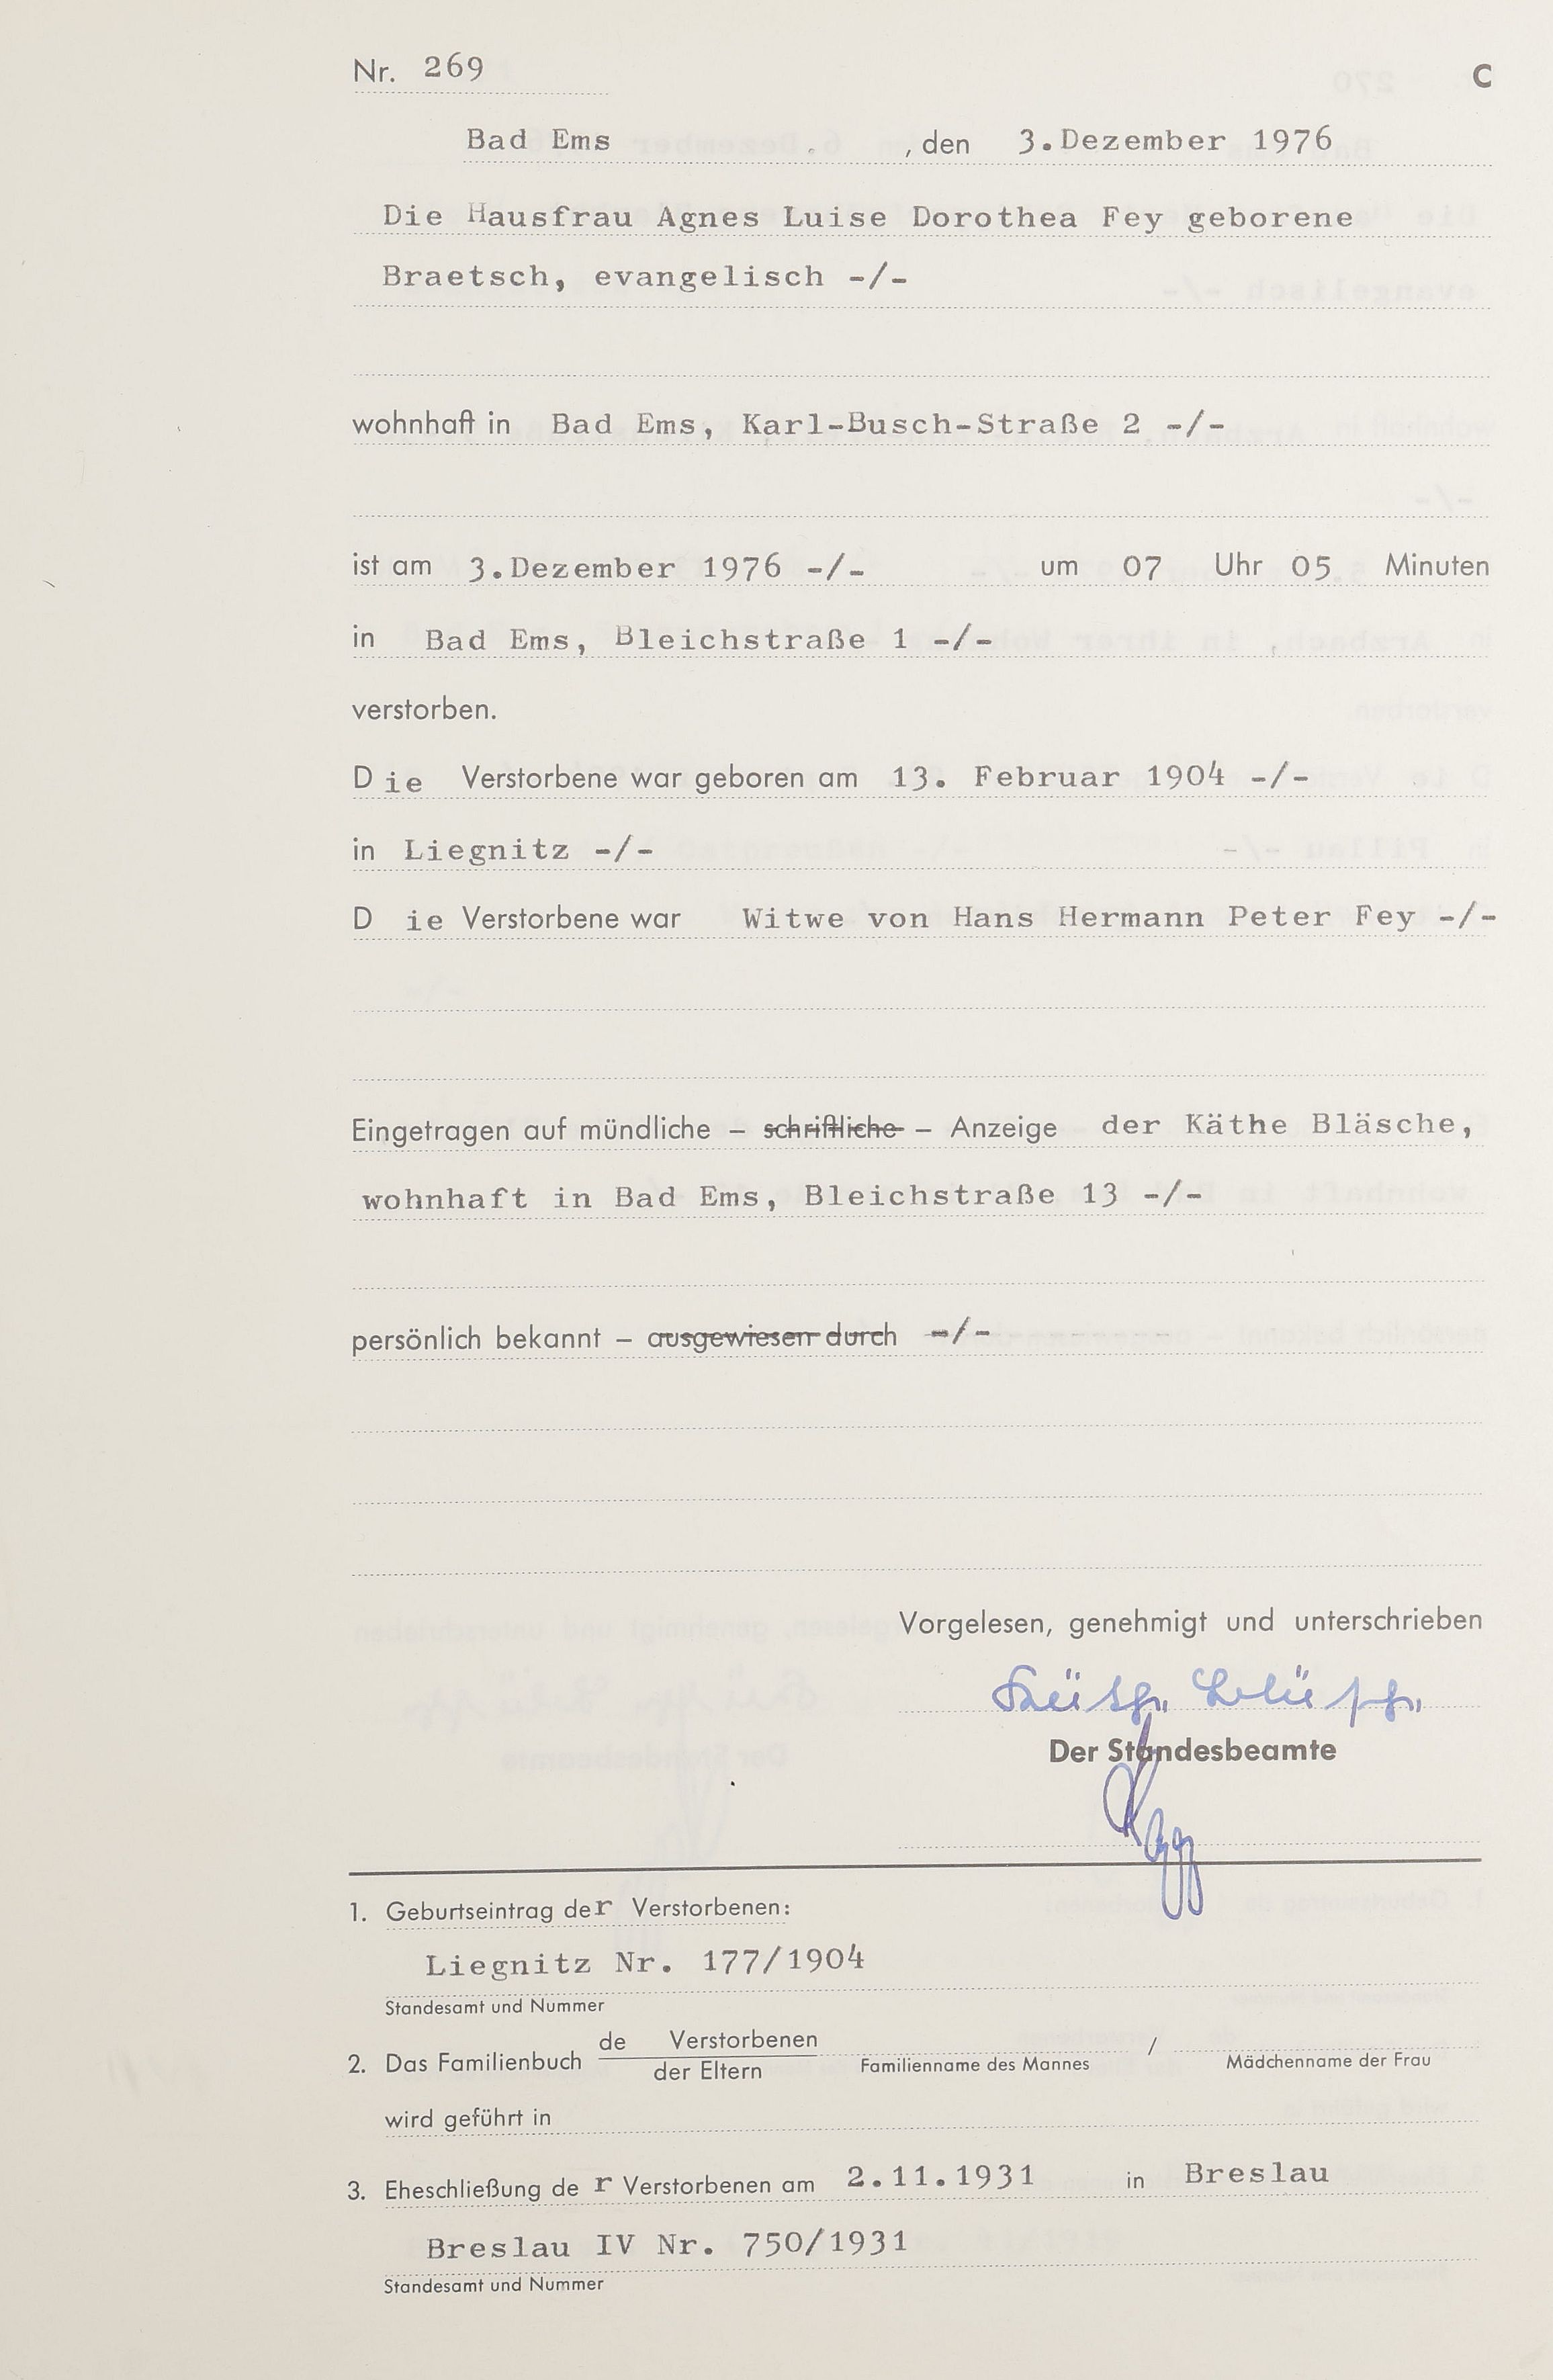 Nr. 269 C
Bad Ems , den 3.Dezember 1976
Die Hausfrau Agnes Luise Dorothea Fey geborene
Braetsch, evangelisch -/-
wohnhaft in Bad Ems, Karl-Busch-Straße 2 -/-
ist am 3.Dezember 1976 -/- um 07 Uhr 05 Minuten
in Bad Ems, Bleichstraße 1 -/-
verstorben.
Die Verstorbene war geboren am 13. Februar 1904 -/-
in Liegnitz -/-
D ie Verstorbene war Witwe von Hans Hermann Peter Fey -/-
Eingetragen auf mündliche – schriftliche – Anzeige der Käthe Bläsche,
wohnhaft in Bad Ems, Bleichstraße 13 -/-
persönlich bekannt – ausgewiesen durch -/-
Vorgelesen, genehmigt und unterschrieben
Käthe Bläsche
Der Standesbeamte
1. Geburtseintrag der Verstorbenen:
Liegnitz Nr. 177/1904
Standesamt und Nummer
2. Das Familienbuch de Verstorbenen / der Eltern
Familienname des Mannes / Mädchenname der Frau
wird geführt in
3. Eheschließung de r Verstorbenen am 2.11.1931 in Breslau
Breslau IV Nr. 750/1931
Standesamt und Nummer